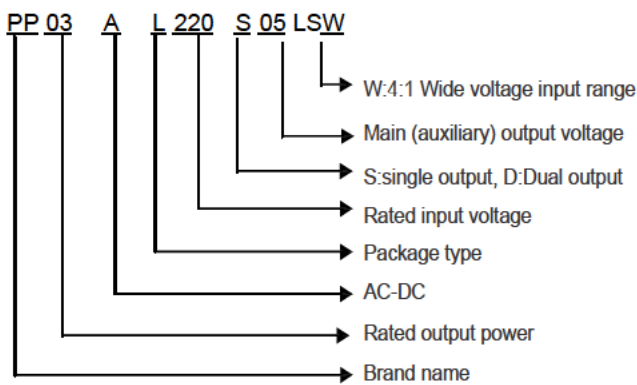 PP 03 A L 220 S 05 LSW
W:4:1 Wide voltage input range
Main (auxiliary) output voltage
S:single output, D:Dual output
Rated input voltage
Package type
AC-DC
Rated output power
Brand name